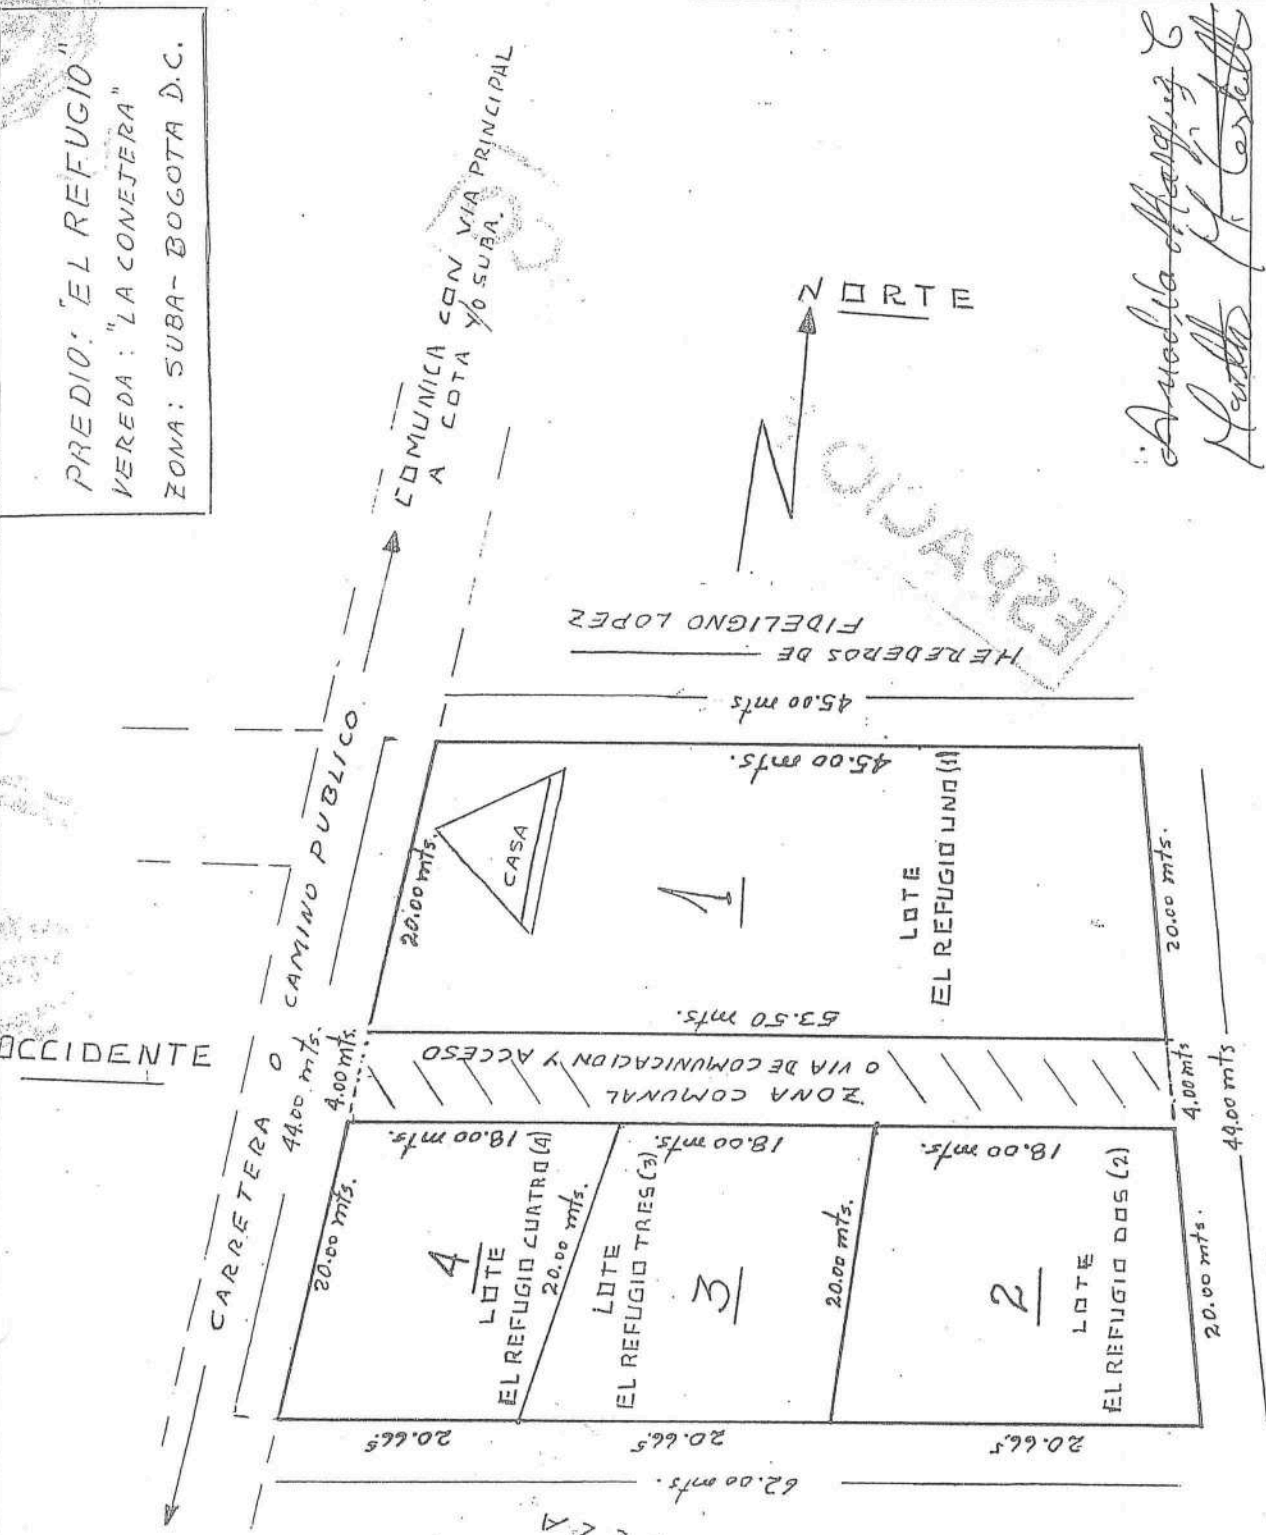 PREDIO: "EL REFUGIO"
VEREDA: "LA CONEJERA"
ZONA: SUBA- BOGOTA D.C.
COMUNICA CON VIA PRINCIPAL
A COTA Y/O SUBA.
NORTE
ESPACIO
HEREDEROS DE
FIDELIGNO LOPEZ
45.00 mts
OCCIDENTE
CARRETERA O CAMINO PUBLICO
44.00 mts.
20.00 mts.
4.00 mts.
20.00 mts.
CASA
45.00 mts.
1
LOTE
EL REFUGIO UNO (1)
53.50 mts.
20.00 mts.
ZONA COMUNAL
O VIA DE COMUNICACION Y ACCESO
4.00 mts
44.00 mts
18.00 mts.
4
LOTE
EL REFUGIO CUATRO (4)
20.00 mts.
18.00 mts.
LOTE
EL REFUGIO TRES (3)
3
20.00 mts.
18.00 mts.
2
LOTE
EL REFUGIO DOS (2)
20.00 mts.
20.66.5
20.66.5
20.66.5
62.00 mts.